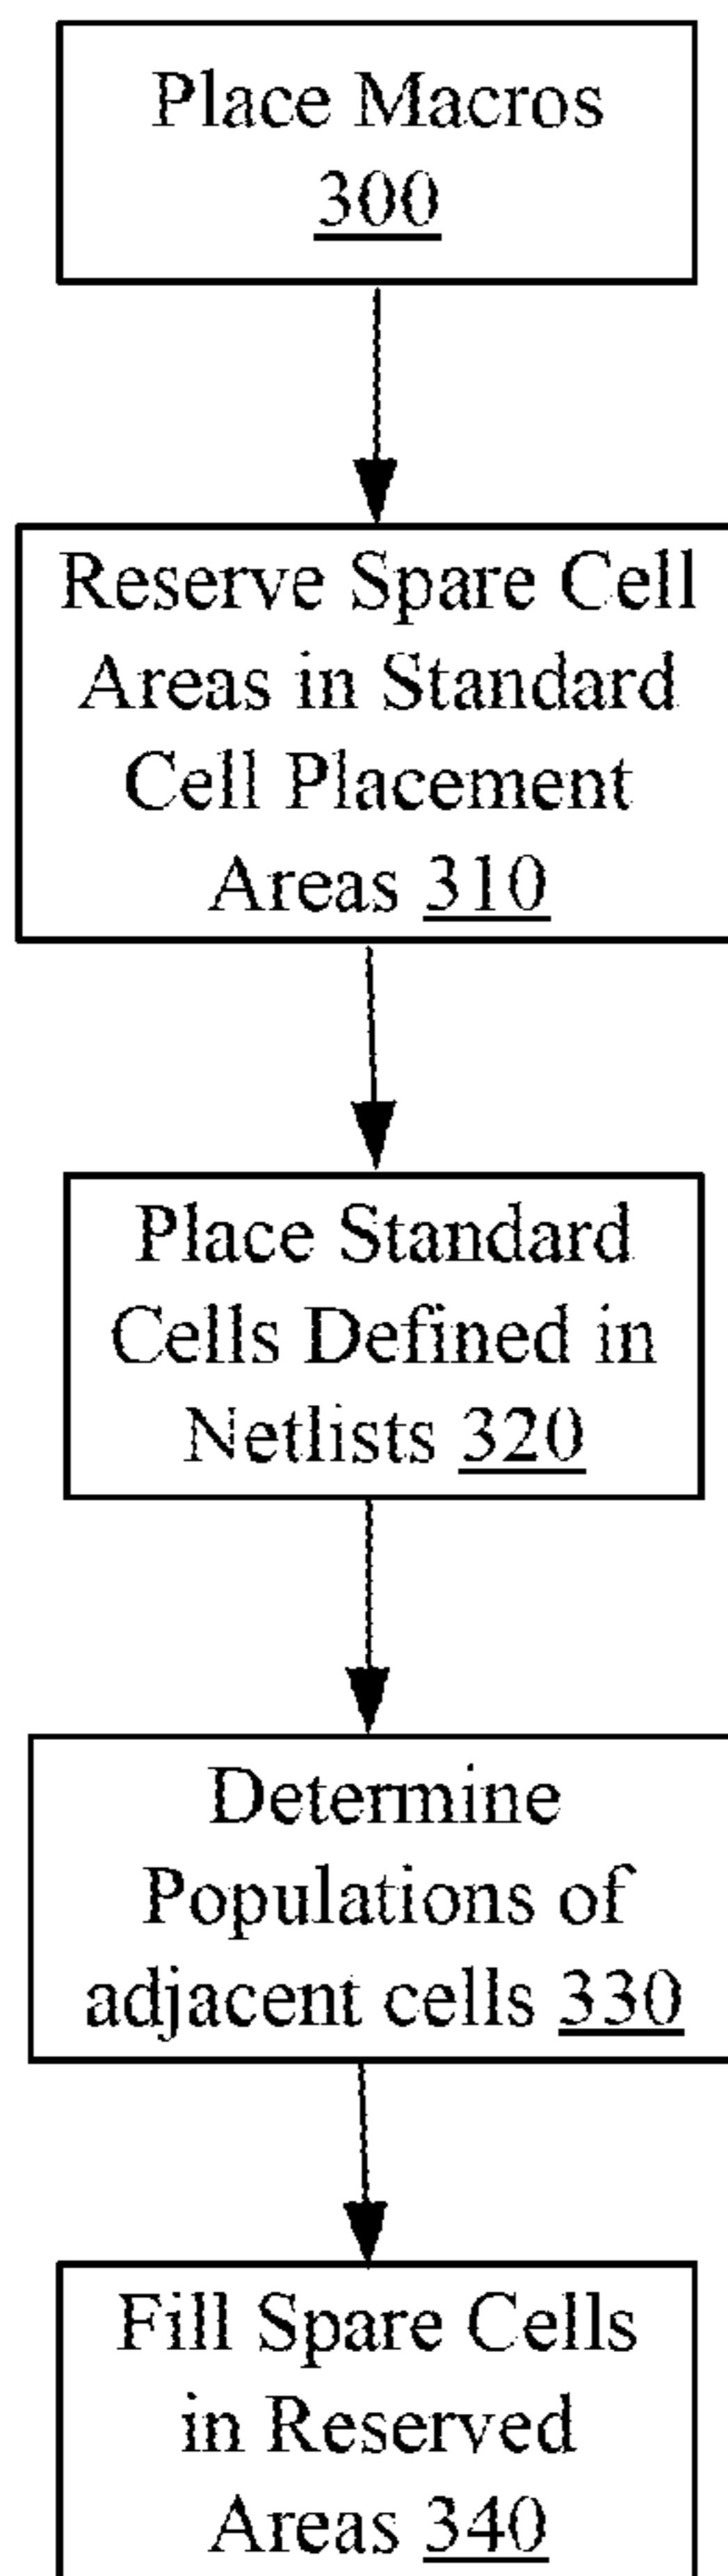 Place Macros
300
Reserve Spare Cell
Areas in Standard
Cell Placement
Areas 310
Place Standard
Cells Defined in
Netlists 320
Determine
Populations of
adjacent cells 330
Fill Spare Cells
in Reserved
Areas 340